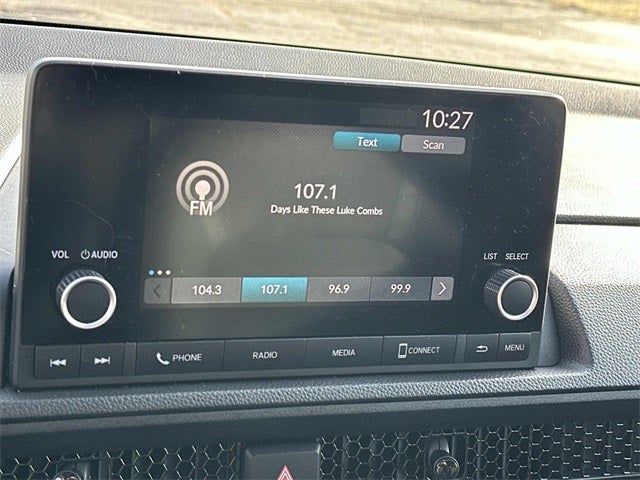 10:27
Text Scan
107.1
FM
Days Like These Luke Combs
VOL AUDIO
LIST SELECT
104.3 107.1 96.9 99.9
PHONE RADIO MEDIA CONNECT MENU